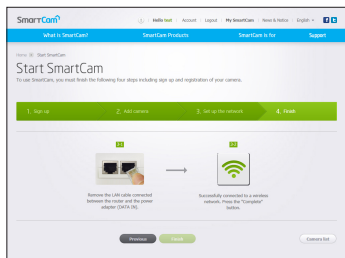 SmartCam
Hello test | Account | Logout | My SmartCam | News & Notice | English
What is SmartCam?
SmartCam Products
SmartCam is for
Support
Home Start SmartCam
Start SmartCam
To use SmartCam, you must finish the following four steps including sign up and registration of your camera.
1. Sign up
2. Add camera
3. Set up the network
4. Finish
Remove the LAN cable connected
between the router and the power
adapter (DATA IN).
Successfully connected to a wireless
network. Press the "Complete"
button.
Previous
Finish
Camera list